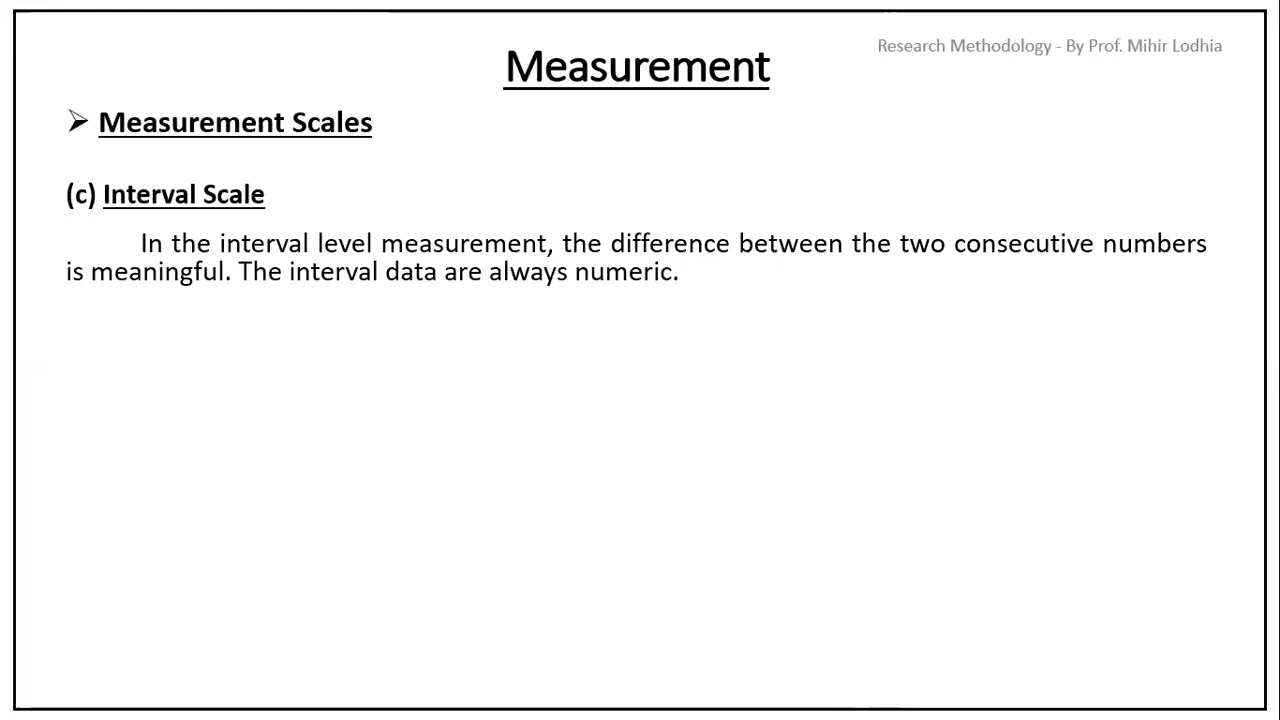 Research Methodology - By Prof. Mihir Lodhia
Measurement
➢ Measurement Scales
(c) Interval Scale
In the interval level measurement, the difference between the two consecutive numbers
is meaningful. The interval data are always numeric.